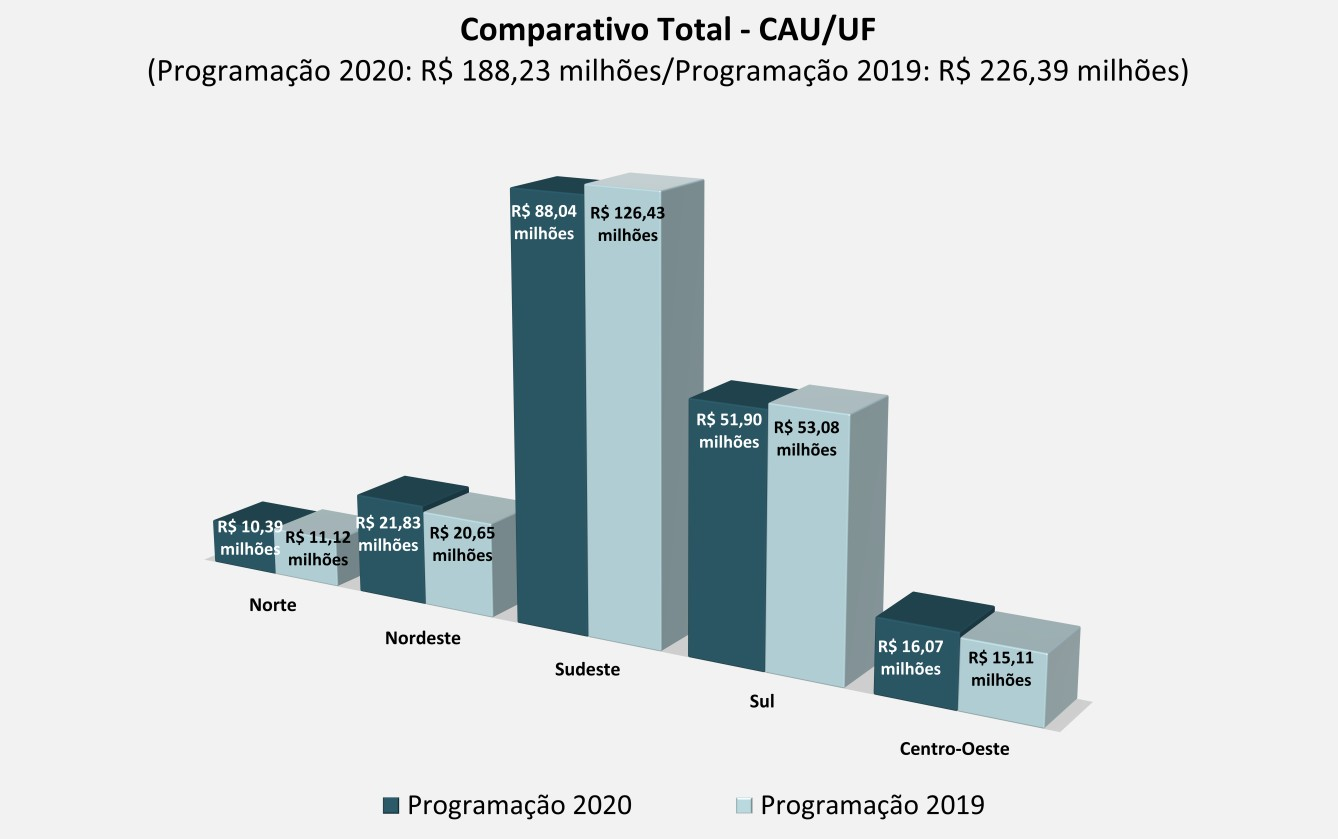 Comparativo Total - CAU/UF
(Programação 2020: R$ 188,23 milhões/Programação 2019: R$ 226,39 milhões)
R$ 88,04
milhões
R$ 126,43
milhões
R$ 51,90
milhões
R$ 53,08
milhões
R$ 10,39
milhões
R$ 11,12
milhões
R$ 21,83
milhões
R$ 20,65
milhões
R$ 16,07
milhões
R$ 15,11
milhões
Norte
Nordeste
Sudeste
Sul
Centro-Oeste
Programação 2020
Programação 2019